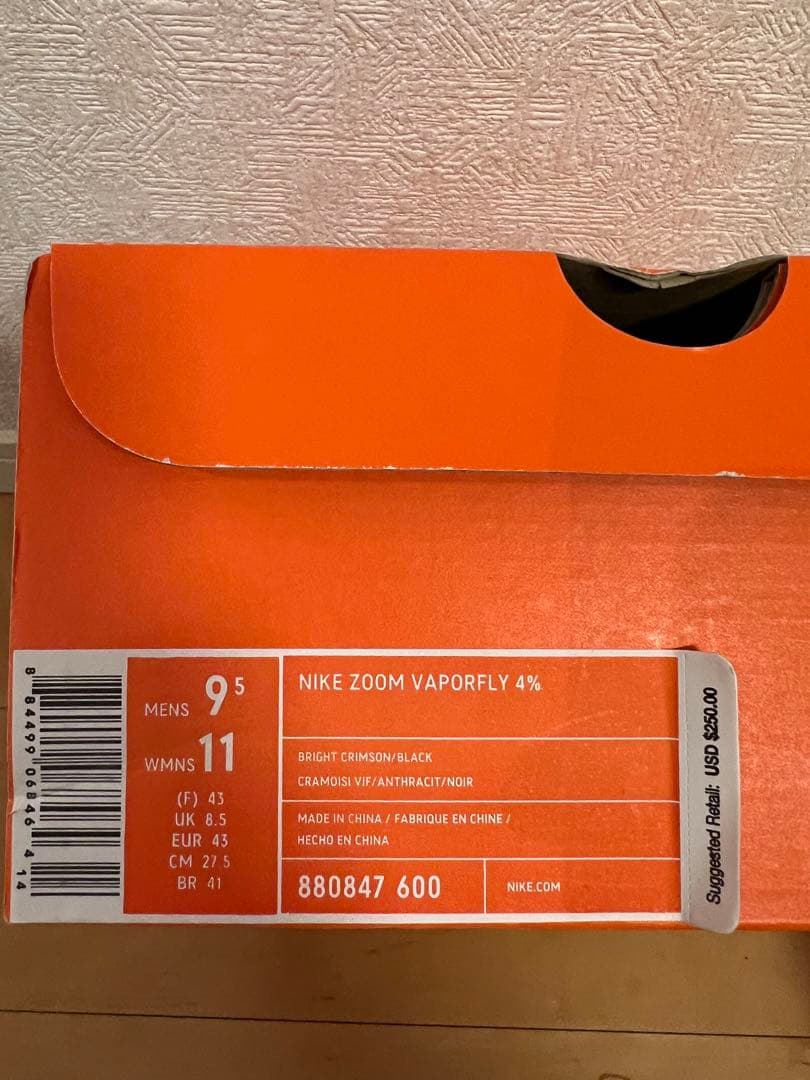 8 84499 06846 4 14
MENS 9 5
WMNS 11
(F) 43
UK 8.5
EUR 43
CM 27 5
BR 41
NIKE ZOOM VAPORFLY 4%
BRIGHT CRIMSON/BLACK
CRAMOISI VIF/ANTHRACIT/NOIR
MADE IN CHINA / FABRIQUE EN CHINE /
HECHO EN CHINA
880847 600
NIKE.COM
Suggested Retail: USD $250.00